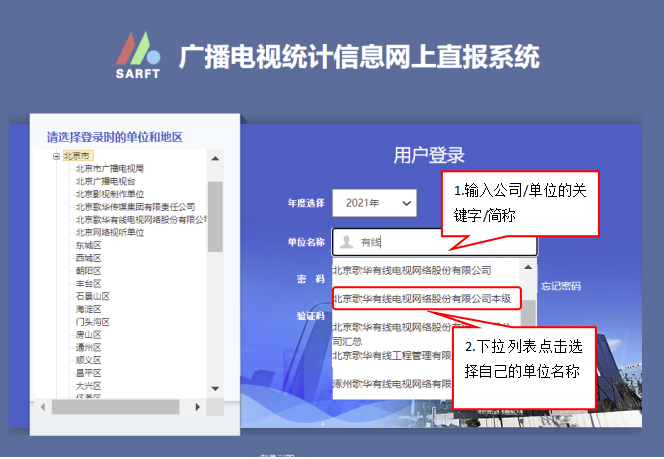 SARFT
广播电视统计信息网上直报系统
请选择登录时的单位和地区
北京市
北京市广播电视局
北京广播电视台
北京影视制作单位
北京歌华传媒集团有限责任公司
北京歌华有线电视网络股份有限公
北京网络视听单位
东城区
西城区
朝阳区
丰台区
石景山区
海淀区
门头沟区
房山区
通州区
顺义区
昌平区
大兴区
用户登录
年度选择 2021年
单位名称 有线
密 码
忘记密码
验证码
北京歌华有线电视网络股份有限公司
北京歌华有线电视网络股份有限公司本级
北京歌华有线电视网络股份有限公
司汇总
北京歌华有线工程管理有限
涿州歌华有线电视网络有限
1.输入公司/单位的关
键字/简称
2.下拉列表点击选
择自己的单位名称